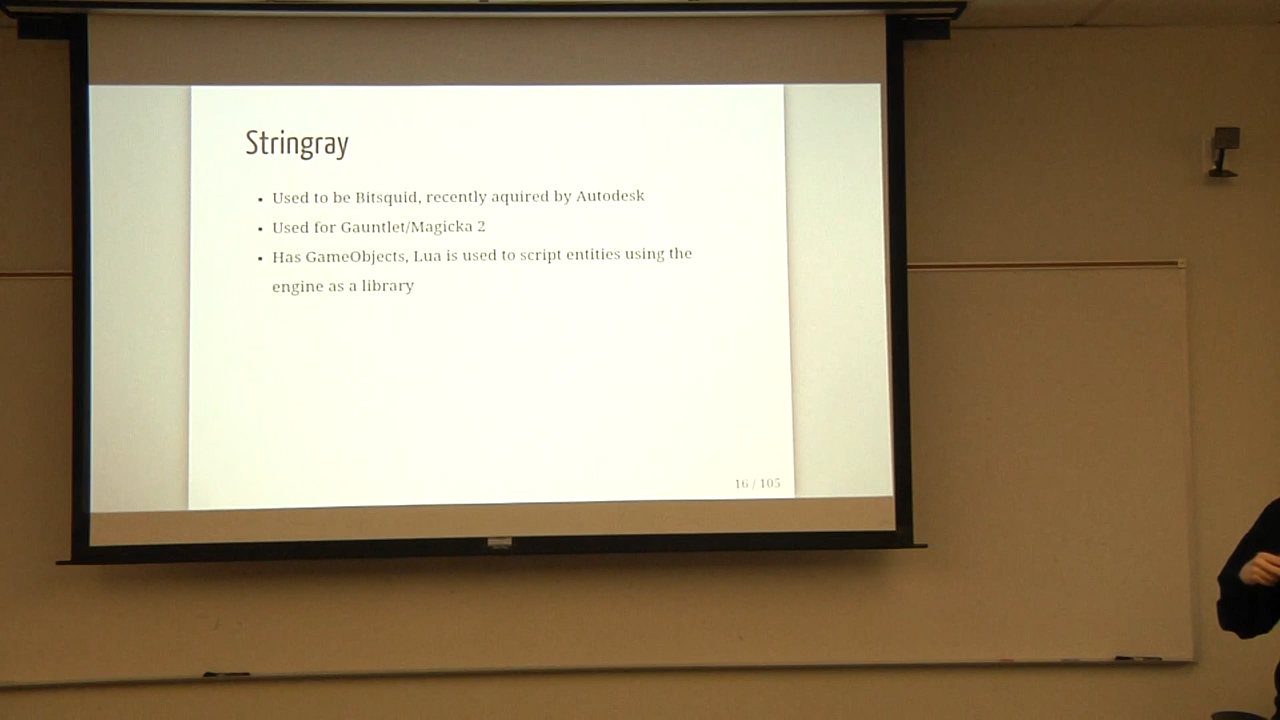 Stringray
• Used to be Bitsquid, recently aquired by Autodesk
• Used for Gauntlet/Magicka 2
• Has GameObjects, Lua is used to script entities using the
engine as a library
16 / 105